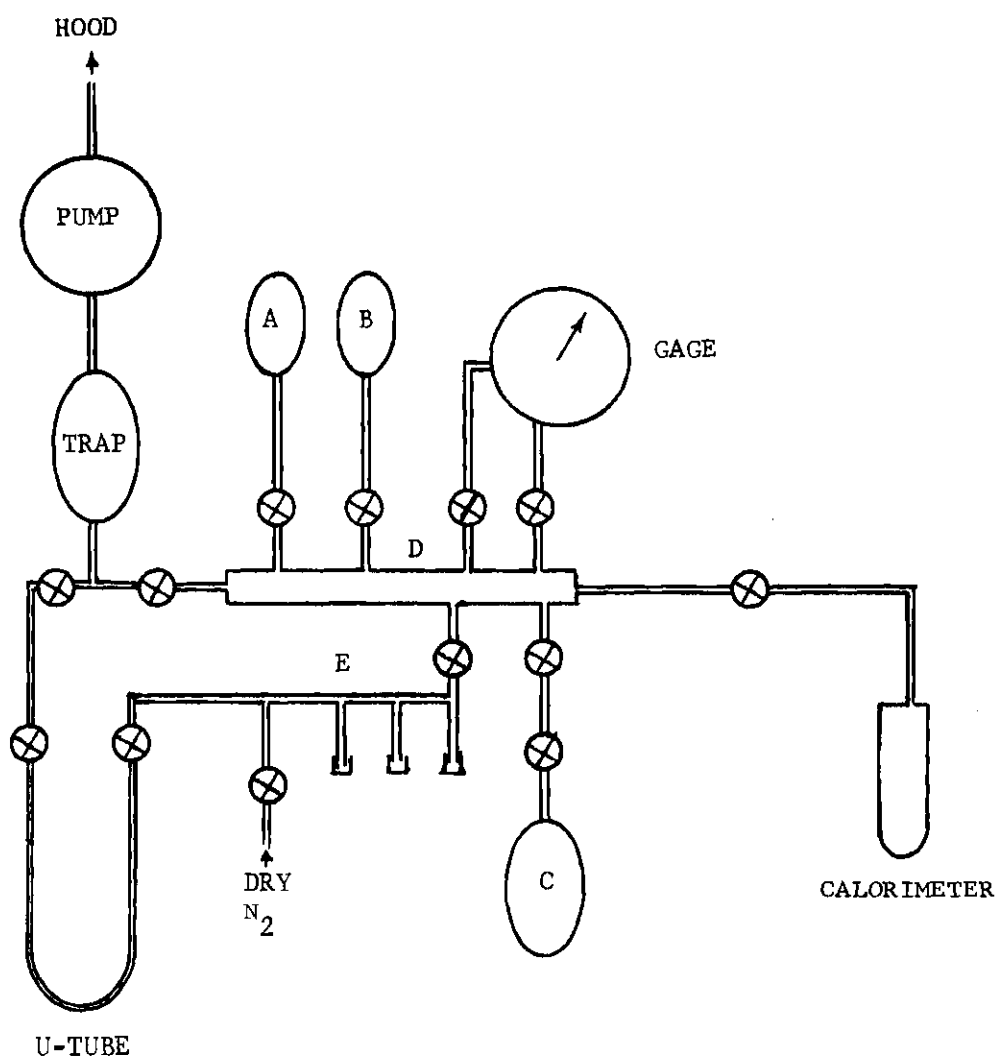 HOOD
PUMP
A
B
GAGE
TRAP
D
E
DRY
N2
C
CALORIMETER
U-TUBE